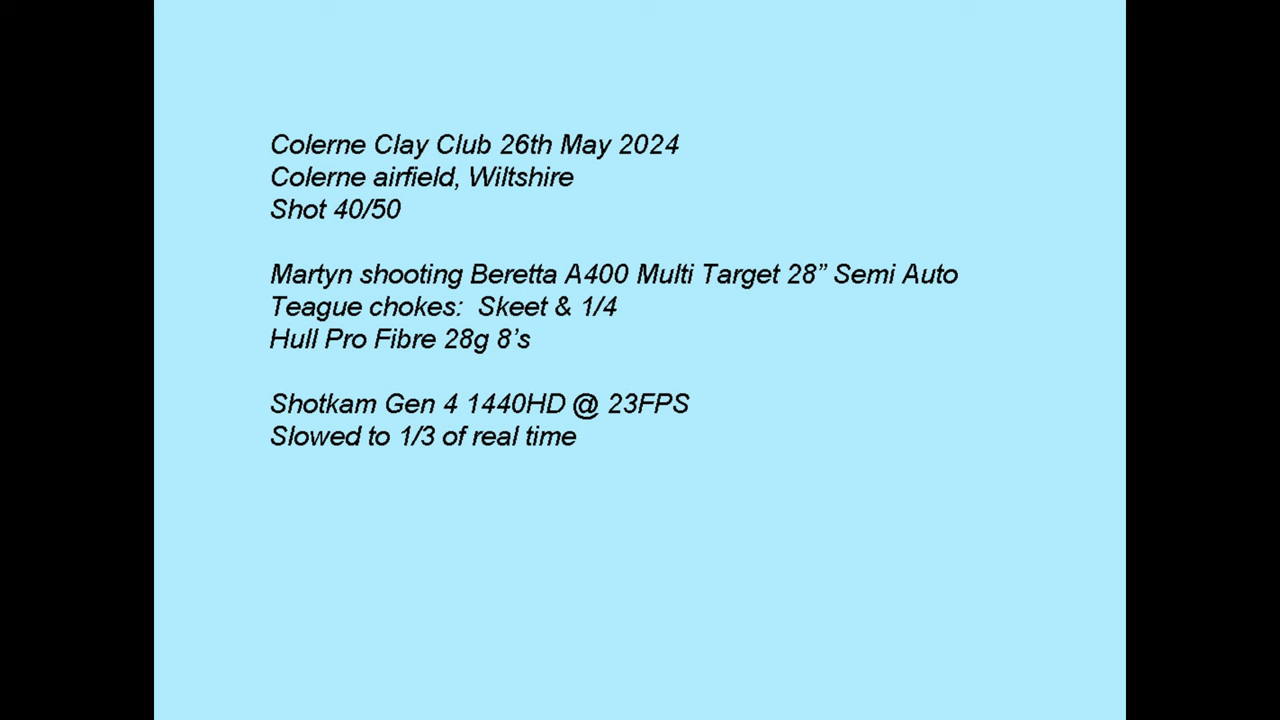 Colerne Clay Club 26th May 2024
Colerne airfield, Wiltshire
Shot 40/50
Martyn shooting Beretta A400 Multi Target 28” Semi Auto
Teague chokes:  Skeet & 1/4
Hull Pro Fibre 28g 8’s
Shotkam Gen 4 1440HD @ 23FPS
Slowed to 1/3 of real time